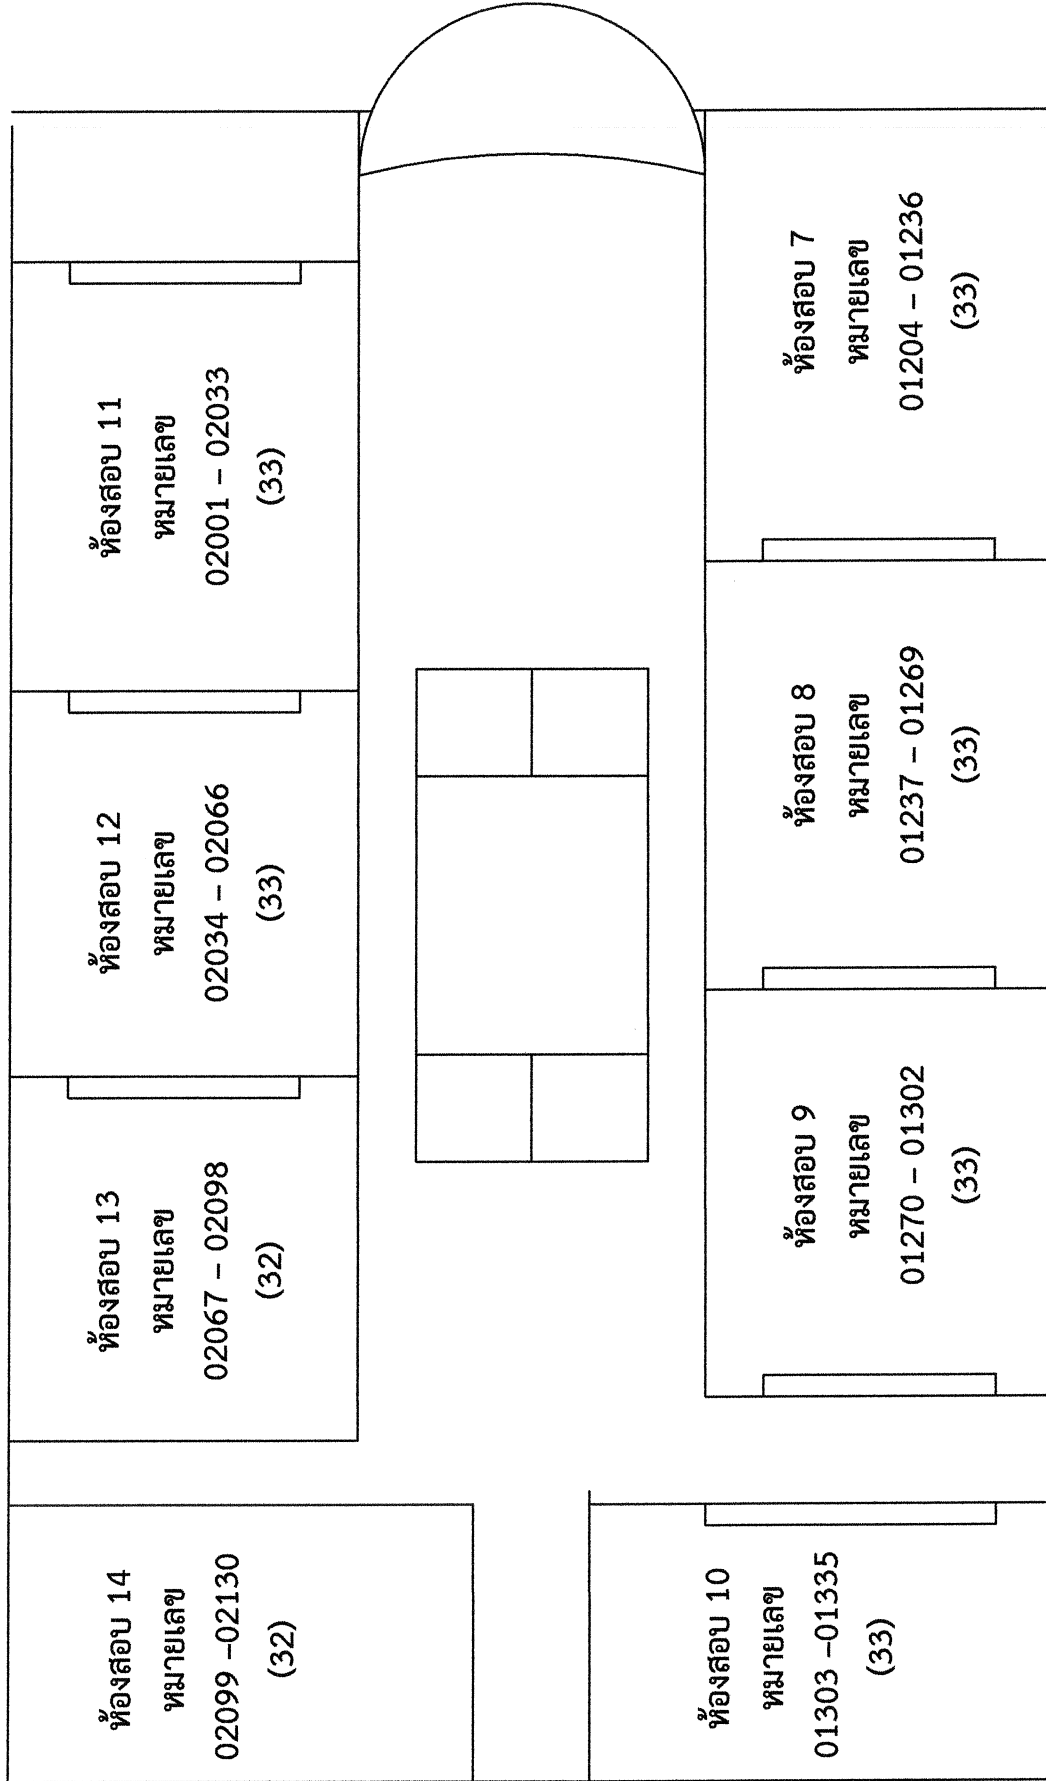 ห้องสอบ 14
หมายเลข
02099 –02130
(32)
ห้องสอบ 13
หมายเลข
02067 – 02098
(32)
ห้องสอบ 12
หมายเลข
02034 – 02066
(33)
ห้องสอบ 11
หมายเลข
02001 – 02033
(33)
ห้องสอบ 10
หมายเลข
01303 –01335
(33)
ห้องสอบ 9
หมายเลข
01270 – 01302
(33)
ห้องสอบ 8
หมายเลข
01237 – 01269
(33)
ห้องสอบ 7
หมายเลข
01204 – 01236
(33)